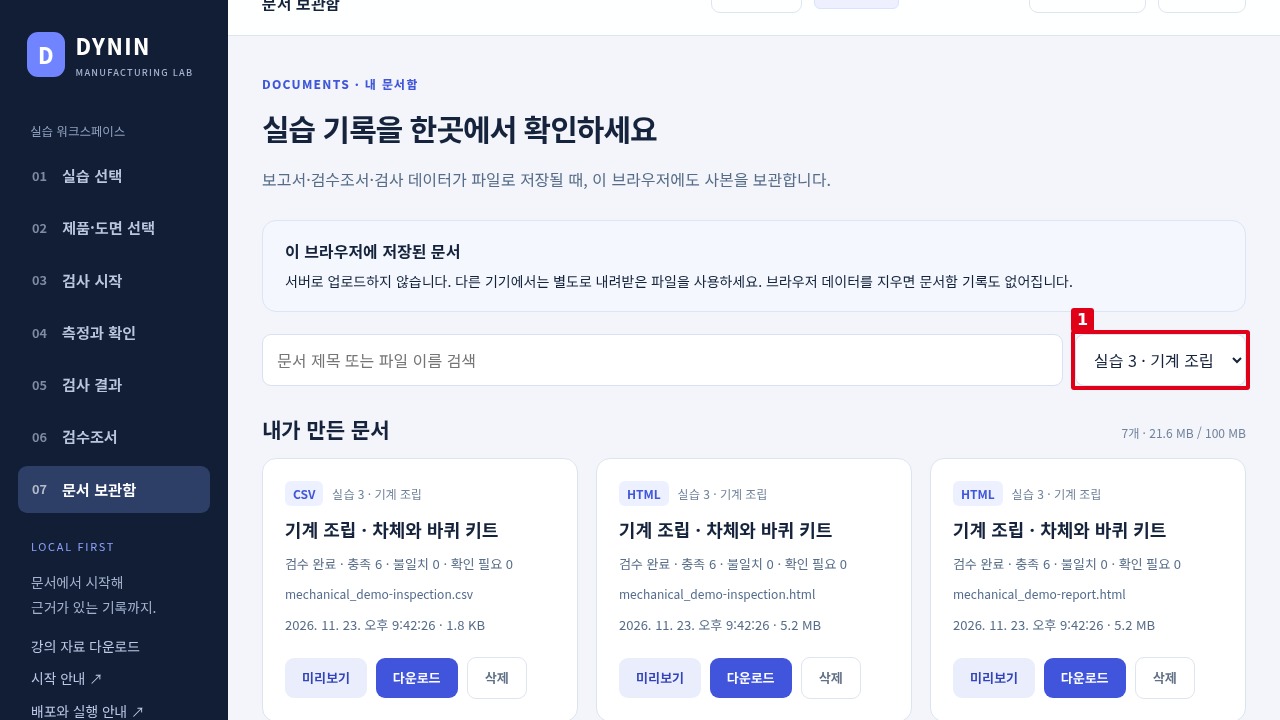 D
DYNIN
MANUFACTURING LAB
실습 워크스페이스
01 실습 선택
02 제품·도면 선택
03 검사 시작
04 측정과 확인
05 검사 결과
06 검수조서
07 문서 보관함
LOCAL FIRST
문서에서 시작해
근거가 있는 기록까지.
강의 자료 다운로드
시작 안내 ↗
배포와 실행 안내 ↗
문서 보관함
DOCUMENTS · 내 문서함
실습 기록을 한곳에서 확인하세요
보고서·검수조서·검사 데이터가 파일로 저장될 때, 이 브라우저에도 사본을 보관합니다.
이 브라우저에 저장된 문서
서버로 업로드하지 않습니다. 다른 기기에서는 별도로 내려받은 파일을 사용하세요. 브라우저 데이터를 지우면 문서함 기록도 없어집니다.
1
문서 제목 또는 파일 이름 검색
실습 3 · 기계 조립
내가 만든 문서
7개 · 21.6 MB / 100 MB
CSV 실습 3 · 기계 조립
기계 조립 · 차체와 바퀴 키트
검수 완료 · 충족 6 · 불일치 0 · 확인 필요 0
mechanical_demo-inspection.csv
2026. 11. 23. 오후 9:42:26 · 1.8 KB
미리보기 다운로드 삭제
HTML 실습 3 · 기계 조립
기계 조립 · 차체와 바퀴 키트
검수 완료 · 충족 6 · 불일치 0 · 확인 필요 0
mechanical_demo-inspection.html
2026. 11. 23. 오후 9:42:26 · 5.2 MB
미리보기 다운로드 삭제
HTML 실습 3 · 기계 조립
기계 조립 · 차체와 바퀴 키트
검수 완료 · 충족 6 · 불일치 0 · 확인 필요 0
mechanical_demo-report.html
2026. 11. 23. 오후 9:42:26 · 5.2 MB
미리보기 다운로드 삭제